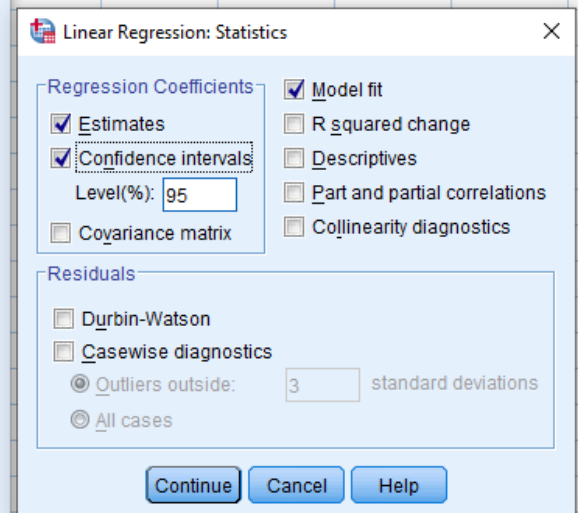 Linear Regression: Statistics
Regression Coefficients
Estimates
Confidence intervals
Level(%): 95
Covariance matrix
Model fit
R squared change
Descriptives
Part and partial correlations
Collinearity diagnostics
Residuals
Durbin-Watson
Casewise diagnostics
Outliers outside: 3 standard deviations
All cases
Continue Cancel Help